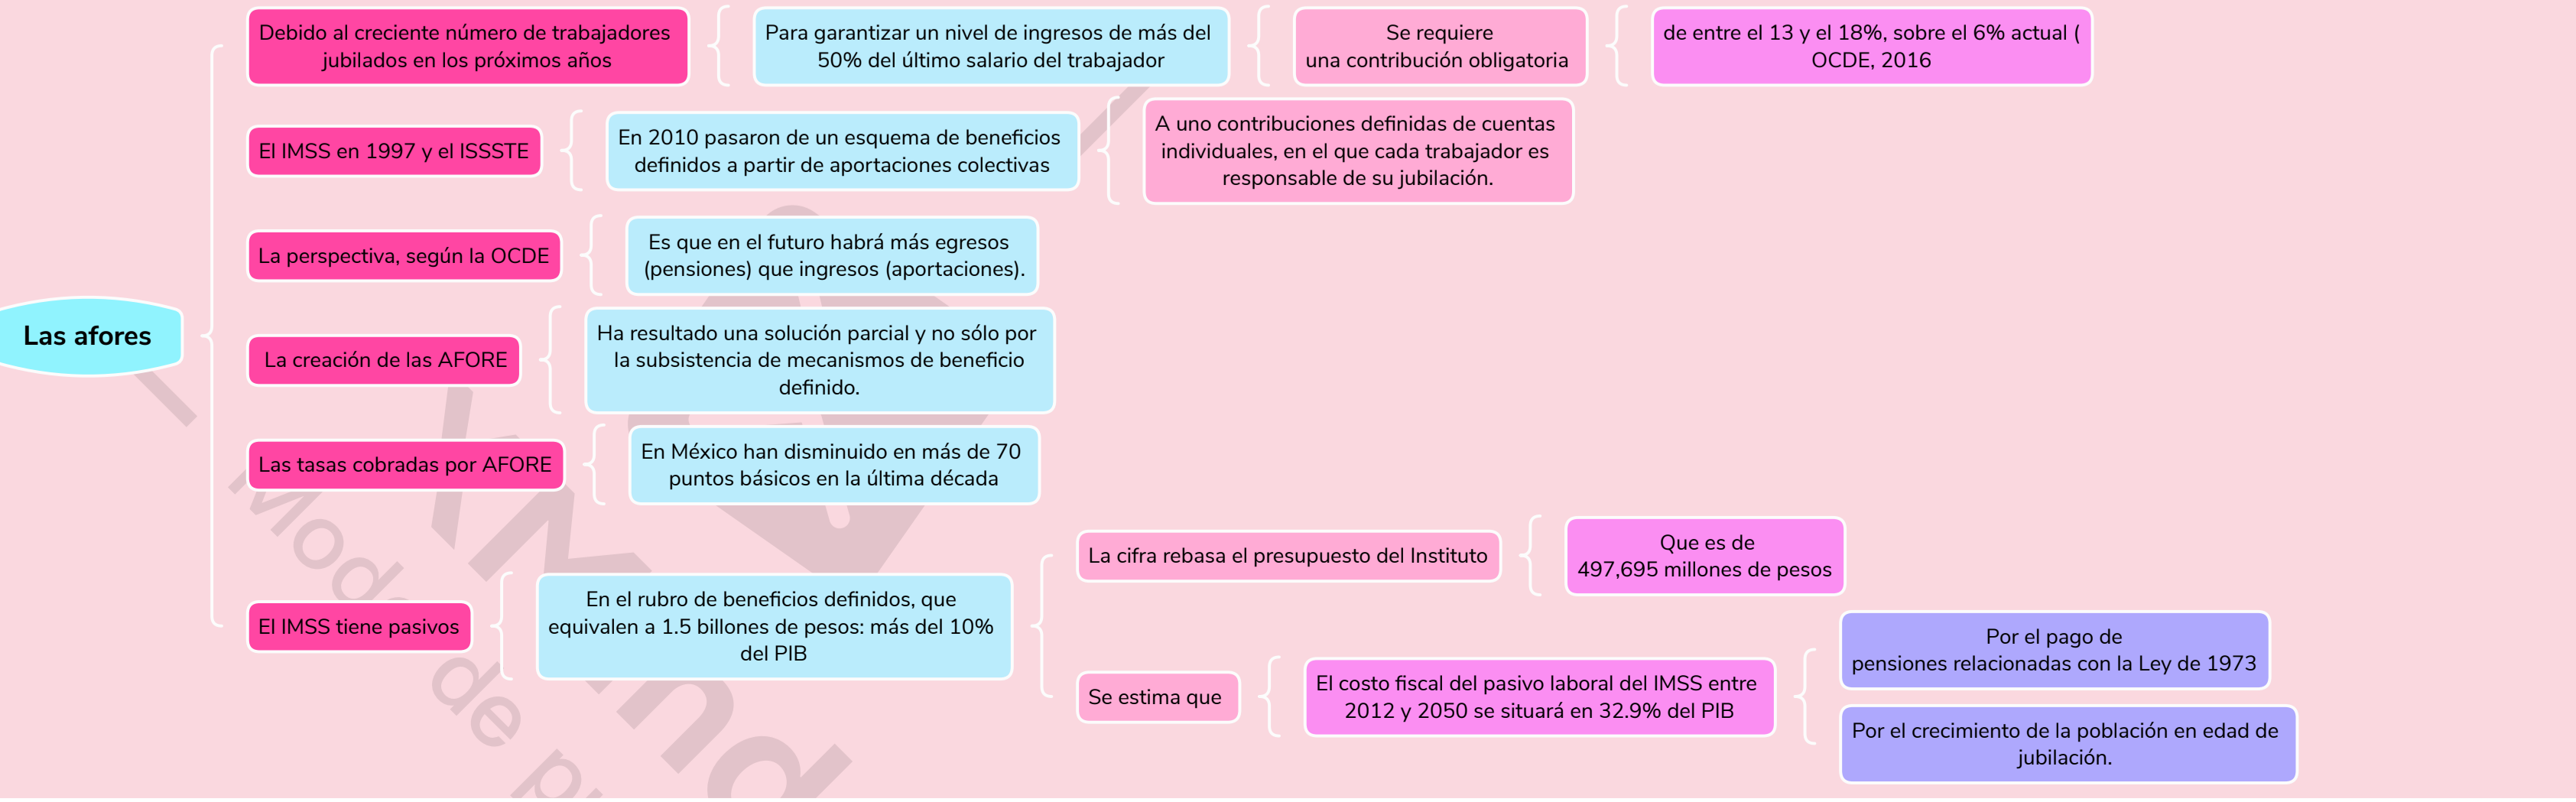 Debido al creciente número de trabajadores
jubilados en los próximos años
Para garantizar un nivel de ingresos de más del
50% del último salario del trabajador
Se requiere
una contribución obligatoria
de entre el 13 y el 18%, sobre el 6% actual (
OCDE, 2016
El IMSS en 1997 y el ISSSTE
En 2010 pasaron de un esquema de beneficios
definidos a partir de aportaciones colectivas
A uno contribuciones definidas de cuentas
individuales, en el que cada trabajador es
responsable de su jubilación.
La perspectiva, según la OCDE
Es que en el futuro habrá más egresos
(pensiones) que ingresos (aportaciones).
Las afores
La creación de las AFORE
Ha resultado una solución parcial y no sólo por
la subsistencia de mecanismos de beneficio
definido.
Las tasas cobradas por AFORE
En México han disminuido en más de 70
puntos básicos en la última década
El IMSS tiene pasivos
En el rubro de beneficios definidos, que
equivalen a 1.5 billones de pesos: más del 10%
del PIB
La cifra rebasa el presupuesto del Instituto
Que es de
497,695 millones de pesos
Se estima que
El costo fiscal del pasivo laboral del IMSS entre
2012 y 2050 se situará en 32.9% del PIB
Por el pago de
pensiones relacionadas con la Ley de 1973
Por el crecimiento de la población en edad de
jubilación.
XMind
de